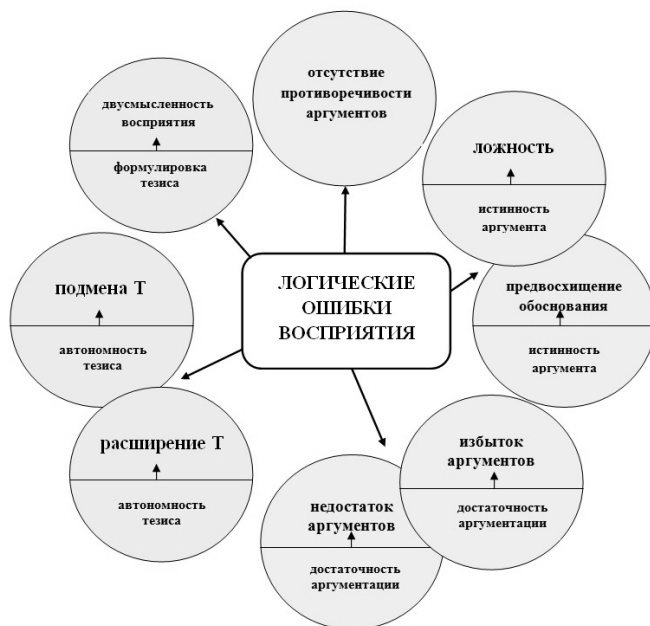 отсутствие
противоречивости
аргументов
двусмысленность
восприятия
формулировка
тезиса
ложность
истинность
аргумента
ЛОГИЧЕСКИЕ
ОШИБКИ
ВОСПРИЯТИЯ
подмена Т
автономность
тезиса
предвосхищение
обоснования
истинность
аргумента
расширение Т
автономность
тезиса
избыток
аргументов
достаточность
аргументации
недостаток
аргументов
достаточность
аргументации